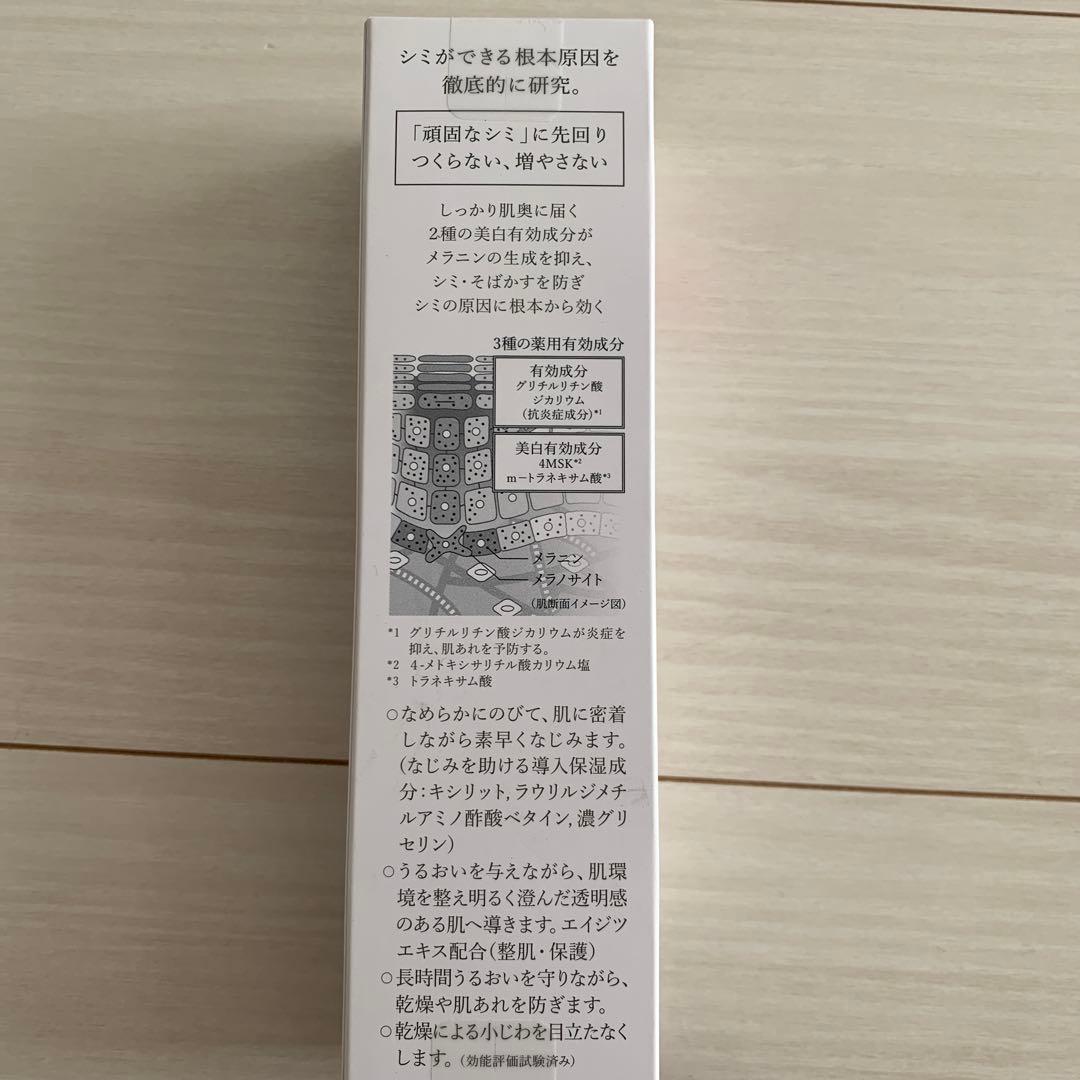 シミができる根本原因を
徹底的に研究。
「頑固なシミ」に先回り
つくらない、増やさない
しっかり肌奥に届く
2種の美白有効成分が
メラニンの生成を抑え、
シミ・そばかすを防ぎ
シミの原因に根本から効く
3種の薬用有効成分
有効成分
グリチルリチン酸
ジカリウム
(抗炎症成分)*1
美白有効成分
4MSK*2
m－トラネキサム酸*3
メラニン
メラノサイト
(肌断面イメージ図)
*1 グリチルリチン酸ジカリウムが炎症を
抑え、肌あれを予防する。
*2 4-メトキシサリチル酸カリウム塩
*3 トラネキサム酸
○なめらかにのびて、肌に密着
しながら素早くなじみます。
(なじみを助ける導入保湿成
分:キシリット,ラウリルジメチ
ルアミノ酢酸ベタイン,濃グリ
セリン)
○うるおいを与えながら、肌環
境を整え明るく澄んだ透明感
のある肌へ導きます。エイジツ
エキス配合(整肌・保護)
○長時間うるおいを守りながら、
乾燥や肌あれを防ぎます。
○乾燥による小じわを目立たなく
します。(効能評価試験済み)